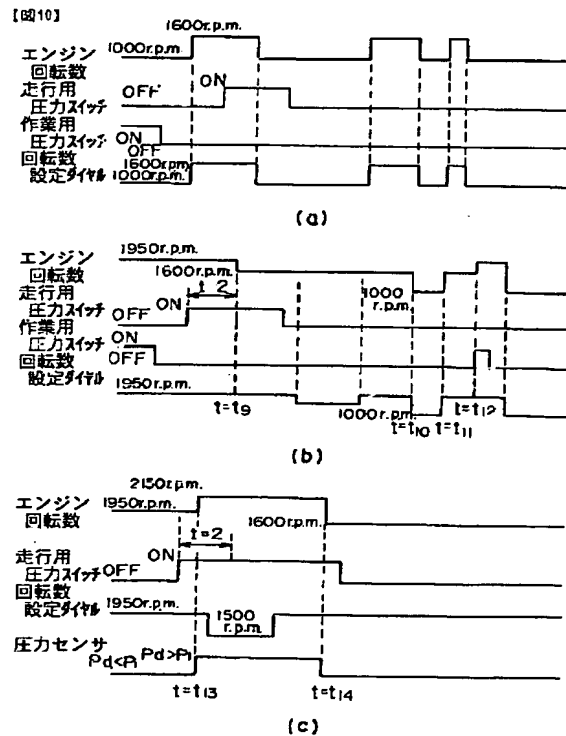 【図10】
1600r.p.m.
エンジン 1000r.p.m.
回転数
走行用 OFF ON
圧力スイッチ
作業用
圧力スイッチ ON
回転数 OFF
設定ダイヤル 1600r.p.m.
1000r.p.m.
(a)
エンジン 1950r.p.m.
回転数 1600r.p.m.
走行用 t=2 1000
圧力スイッチ ON r.p.m.
作業用 OFF
圧力スイッチ ON
回転数 OFF
設定ダイヤル
1950r.p.m. 1000r.p.m. t=t12
t=t9 t=t10 t=t11
(b)
2150r.p.m.
エンジン 1950r.p.m.
回転数 1600r.p.m.
走行用 ON t=2
圧力スイッチ OFF
回転数
設定ダイヤル 1950r.p.m. 1500
r.p.m.
圧力センサ
Pd<P1 Pd>P1
t=t13 t=t14
(c)